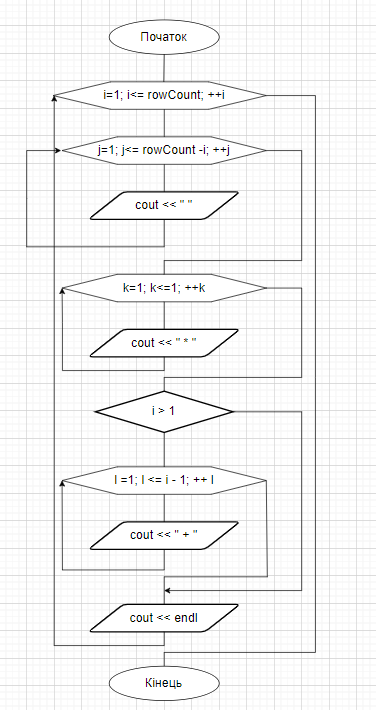 Початок
i=1; i<= rowCount; ++i
j=1; j<= rowCount -i; ++j
cout << " "
k=1; k<=1; ++k
cout << " * "
i > 1
l =1; l <= i - 1; ++ l
cout << " + "
cout << endl
Кінець